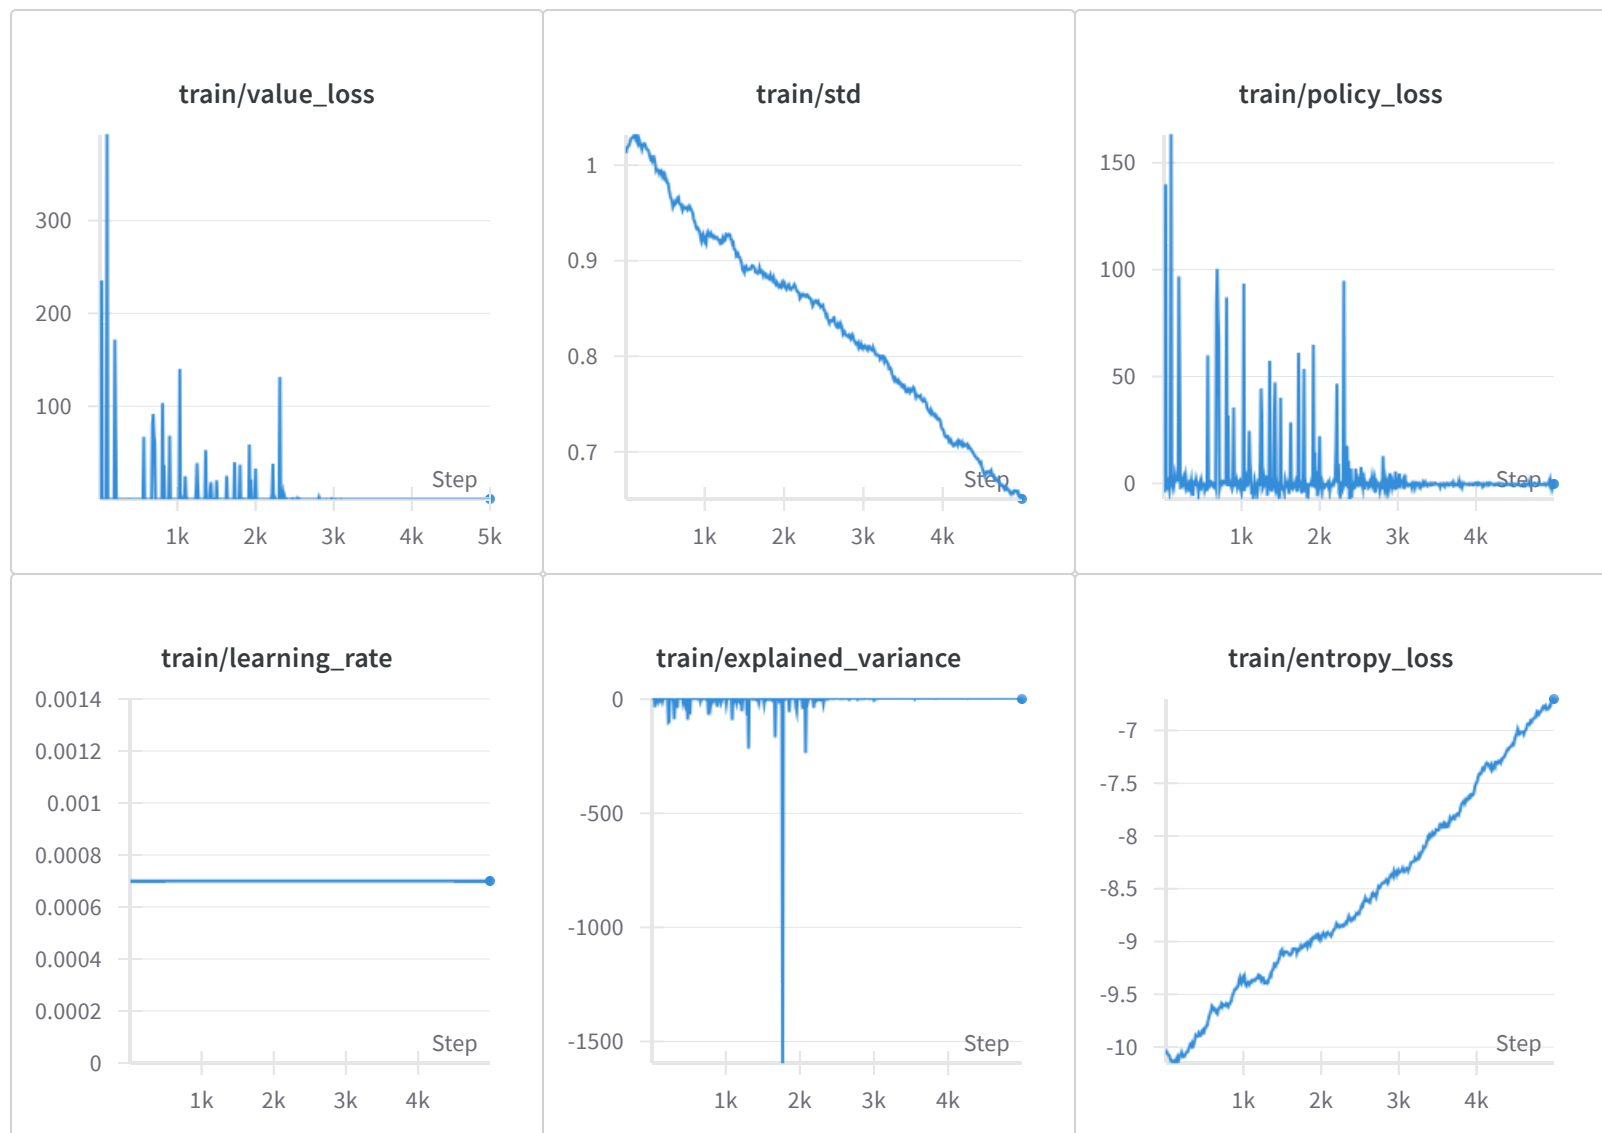 train/value_loss
300
200
100
Step
1k 2k 3k 4k 5k
train/std
1
0.9
0.8
0.7
Step
1k 2k 3k 4k
train/policy_loss
150
100
50
0
Step
1k 2k 3k 4k
train/learning_rate
0.0014
0.0012
0.001
0.0008
0.0006
0.0004
0.0002
0
Step
1k 2k 3k 4k
train/explained_variance
0
-500
-1000
-1500
Step
1k 2k 3k 4k
train/entropy_loss
-7
-7.5
-8
-8.5
-9
-9.5
-10
Step
1k 2k 3k 4k